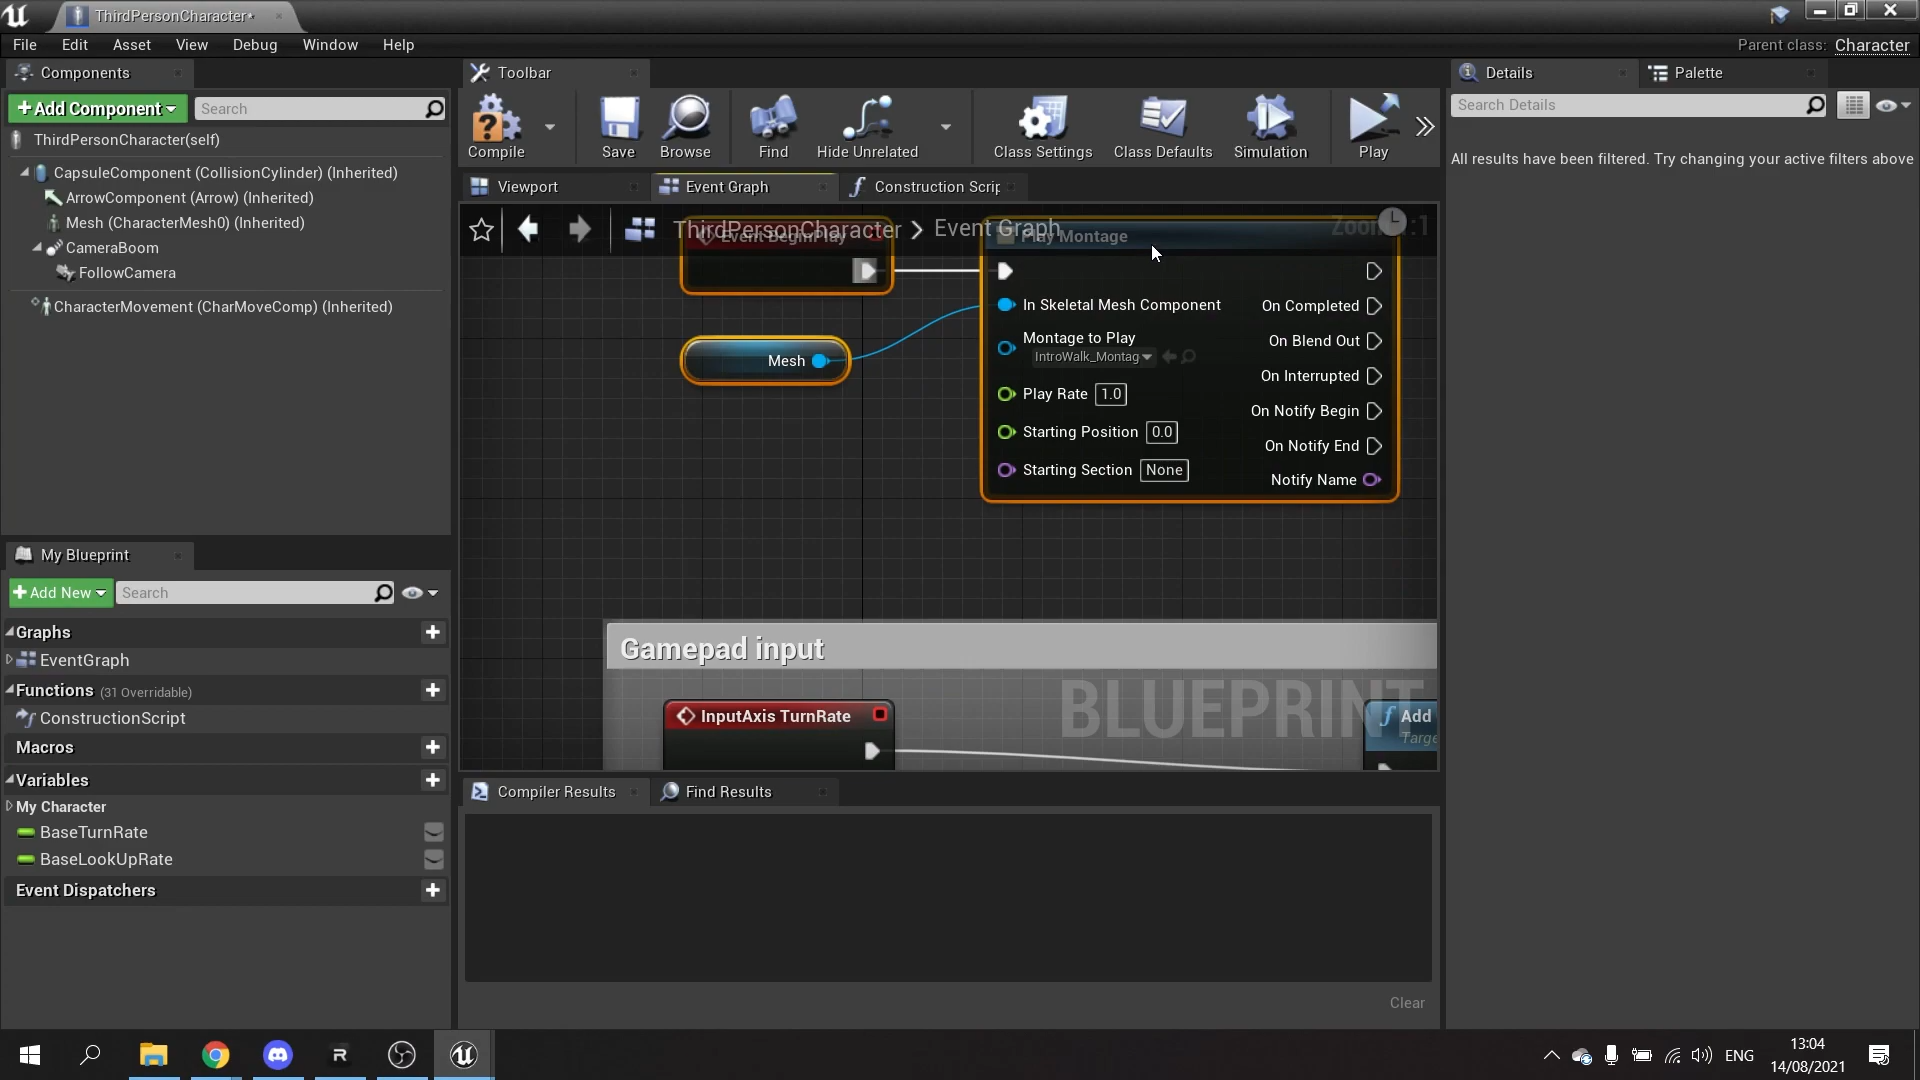 ThirdPersonCharacter*
File Edit Asset View Debug Window Help
Parent class: Character
Components
Add Component
Search
ThirdPersonCharacter(self)
CapsuleComponent (CollisionCylinder) (Inherited)
ArrowComponent (Arrow) (Inherited)
Mesh (CharacterMesh0) (Inherited)
CameraBoom
FollowCamera
CharacterMovement (CharMoveComp) (Inherited)
My Blueprint
Add New
Search
Graphs
EventGraph
Functions (31 Overridable)
ConstructionScript
Macros
Variables
My Character
BaseTurnRate
BaseLookUpRate
Event Dispatchers
Toolbar
Compile
Save
Browse
Find
Hide Unrelated
Class Settings
Class Defaults
Simulation
Play
Viewport
Event Graph
Construction Scrip
ThirdPersonCharacter > Event Graph
Event BeginPlay
Mesh
Play Montage
In Skeletal Mesh Component
Montage to Play
IntroWalk_Montag
Play Rate 1.0
Starting Position 0.0
Starting Section None
On Completed
On Blend Out
On Interrupted
On Notify Begin
On Notify End
Notify Name
Gamepad input
BLUEPRINT
InputAxis TurnRate
Add
Targe
Compiler Results
Find Results
Clear
Details
Palette
Search Details
All results have been filtered. Try changing your active filters above
ENG
13:04
14/08/2021